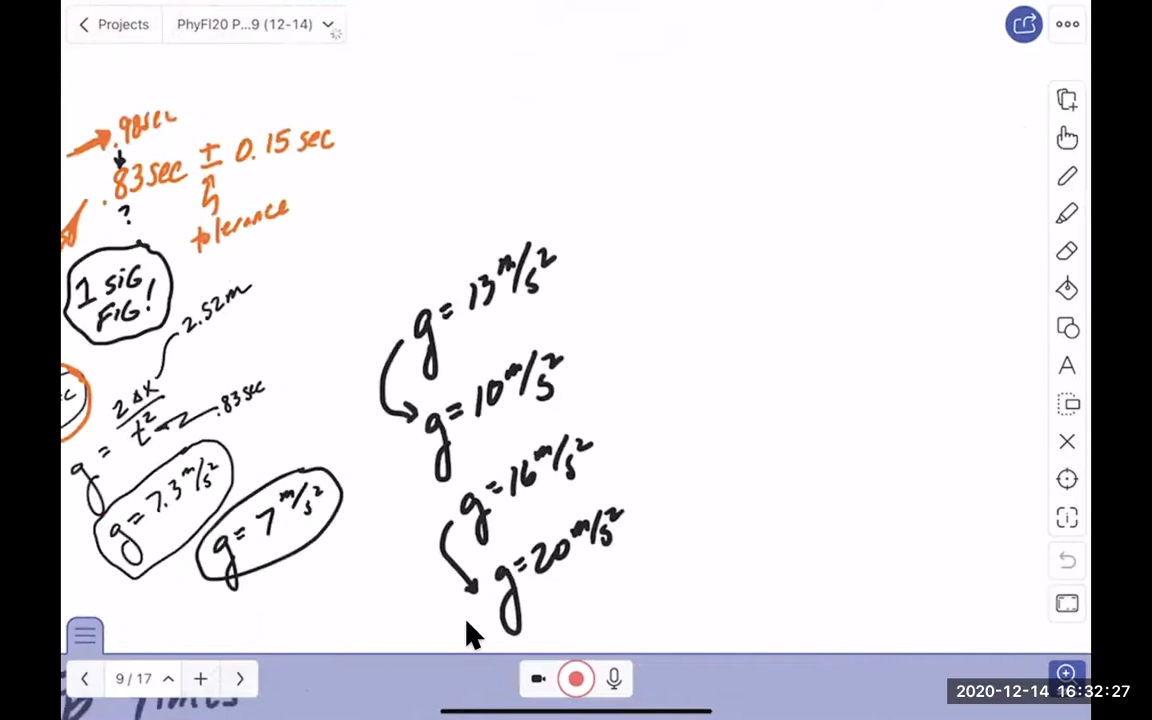 Projects
PhyFl20 P...9 (12-14)
.98sec
.83sec ± 0.15 sec
?
tolerance
1 SIG
FIG!
2.52m
g = 2Δx/t²
.83sec
g = 7.3 m/s²
g = 7 m/s²
g = 13 m/s²
g = 10 m/s²
g = 16 m/s²
g = 20 m/s²
A
9 / 17
Times
2020-12-14 16:32:27